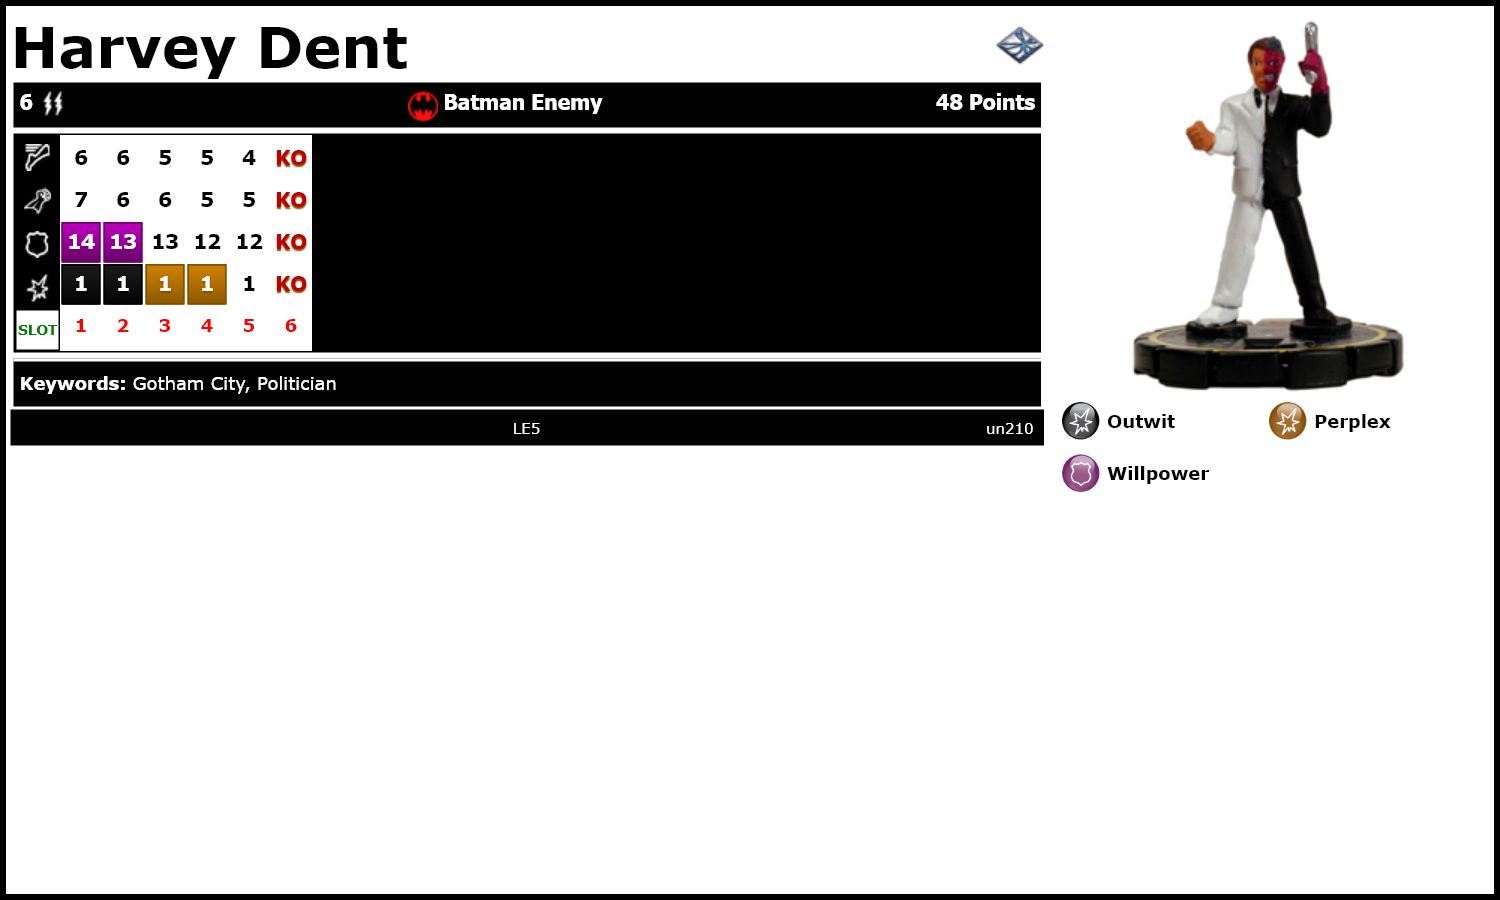 Harvey Dent
6 Batman Enemy 48 Points
6 6 5 5 4 KO
7 6 6 5 5 KO
14 13 13 12 12 KO
1 1 1 1 1 KO
SLOT 1 2 3 4 5 6
Keywords: Gotham City, Politician
LE5 un210
Outwit Perplex
Willpower